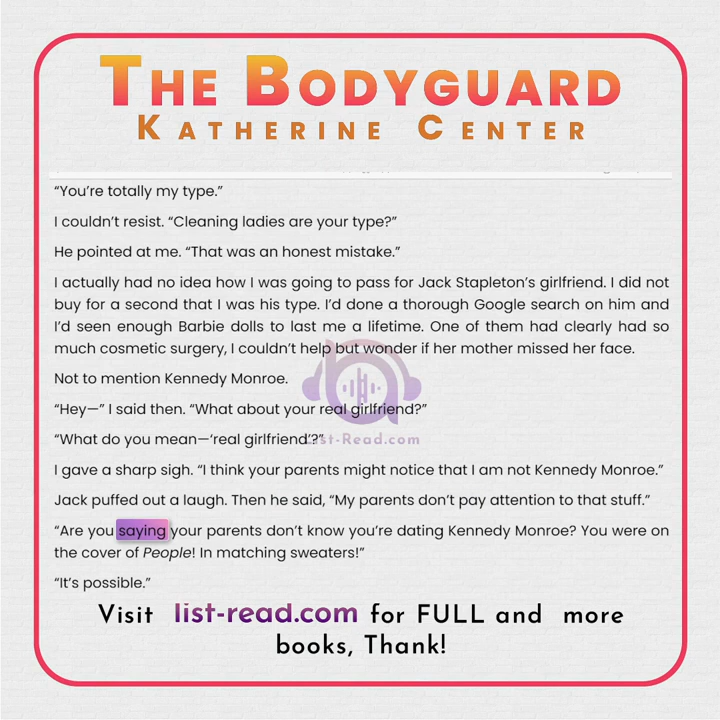 THE BODYGUARD
KATHERINE CENTER
“You’re totally my type.”
I couldn’t resist. “Cleaning ladies are your type?”
He pointed at me. “That was an honest mistake.”
I actually had no idea how I was going to pass for Jack Stapleton’s girlfriend. I did not
buy for a second that I was his type. I’d done a thorough Google search on him and
I’d seen enough Barbie dolls to last me a lifetime. One of them had clearly had so
much cosmetic surgery, I couldn’t help but wonder if her mother missed her face.
Not to mention Kennedy Monroe.
“Hey—” I said then. “What about your real girlfriend?”
“What do you mean—‘real girlfriend’?”
List-Read.com
I gave a sharp sigh. “I think your parents might notice that I am not Kennedy Monroe.”
Jack puffed out a laugh. Then he said, “My parents don’t pay attention to that stuff.”
“Are you saying your parents don’t know you’re dating Kennedy Monroe? You were on
the cover of People! In matching sweaters!”
“It’s possible.”
Visit list-read.com for FULL and more
books, Thank!